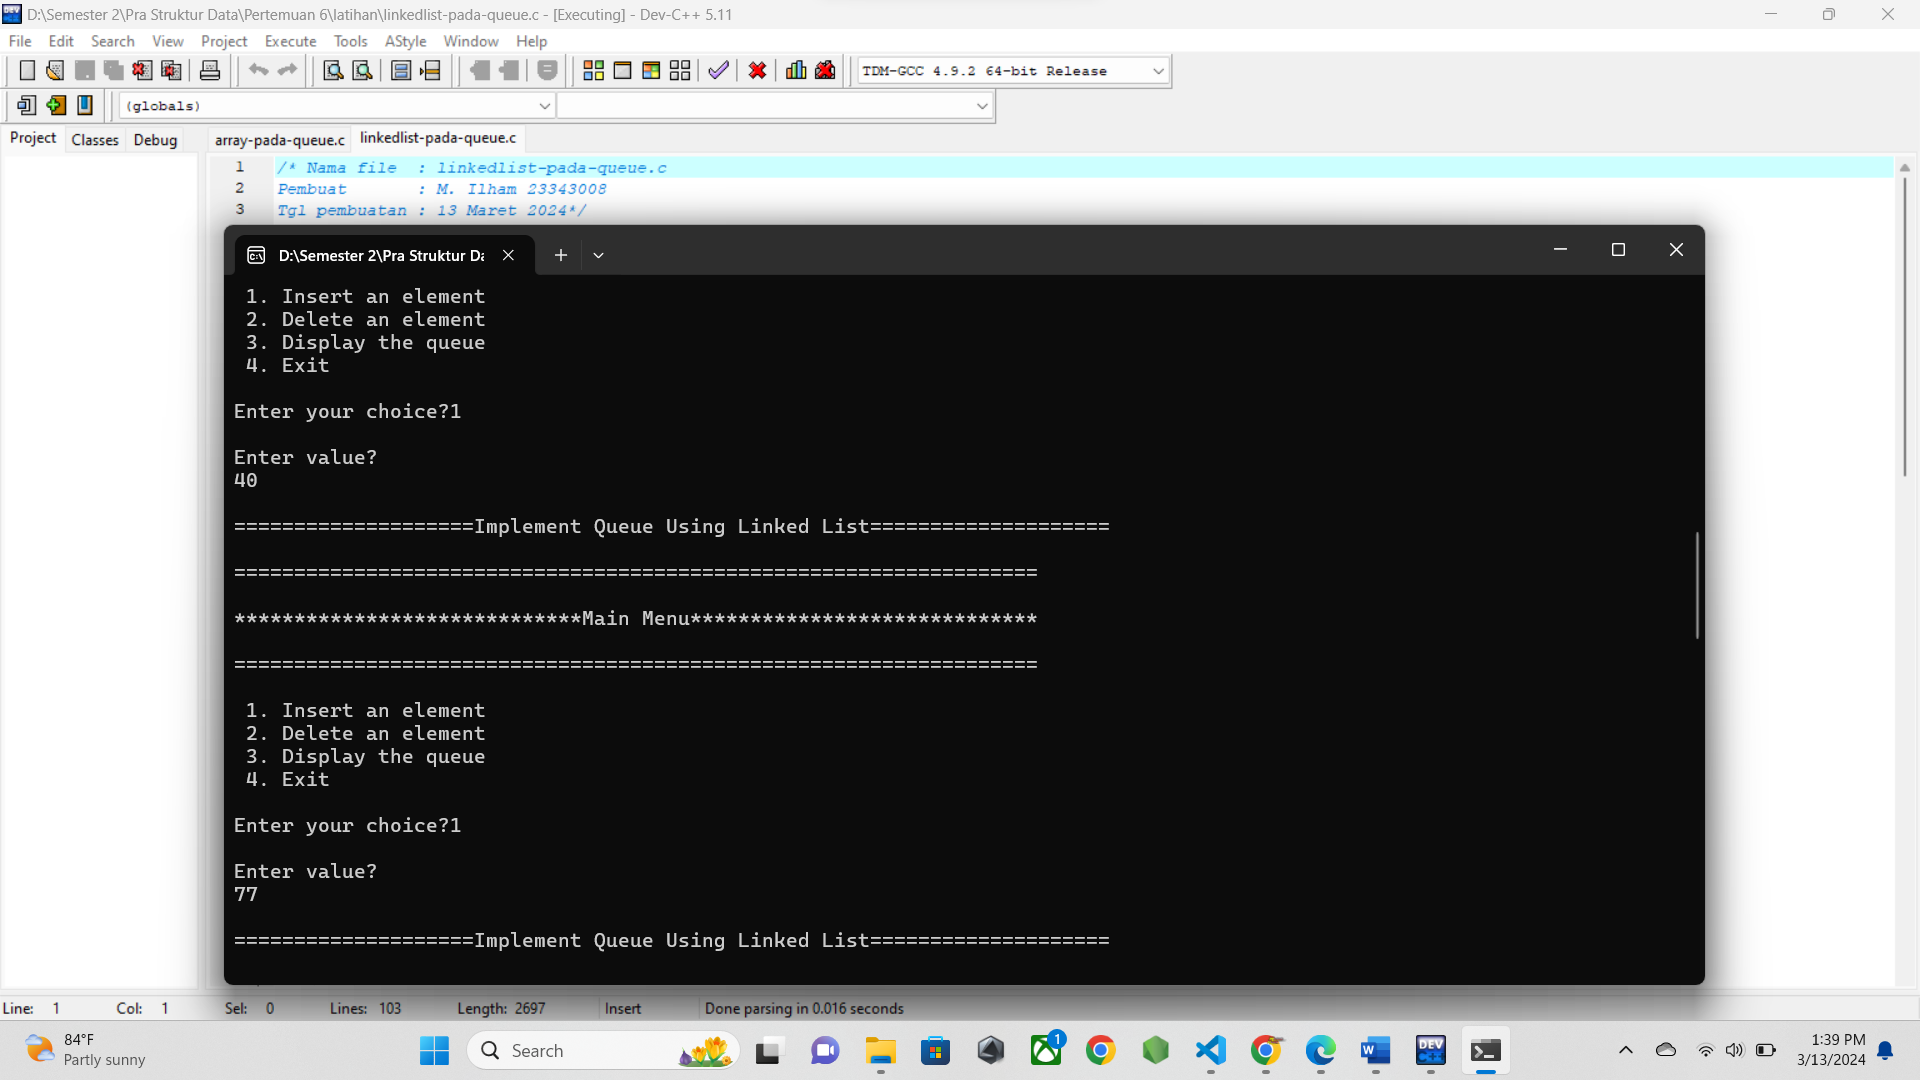 D:\Semester 2\Pra Struktur Data\Pertemuan 6\latihan\linkedlist-pada-queue.c - [Executing] - Dev-C++ 5.11
File Edit Search View Project Execute Tools AStyle Window Help
TDM-GCC 4.9.2 64-bit Release
(globals)
Project Classes Debug array-pada-queue.c linkedlist-pada-queue.c
1 /* Nama file : linkedlist-pada-queue.c
2 Pembuat : M. Ilham 23343008
3 Tgl pembuatan : 13 Maret 2024*/
D:\Semester 2\Pra Struktur Da
1. Insert an element
2. Delete an element
3. Display the queue
4. Exit
Enter your choice?1
Enter value?
40
====================Implement Queue Using Linked List====================
===================================================================
*****************************Main Menu*****************************
===================================================================
1. Insert an element
2. Delete an element
3. Display the queue
4. Exit
Enter your choice?1
Enter value?
77
====================Implement Queue Using Linked List====================
Line: 1 Col: 1 Sel: 0 Lines: 103 Length: 2697 Insert Done parsing in 0.016 seconds
84°F
Partly sunny
Search
1
DEV
C++
1:39 PM
3/13/2024